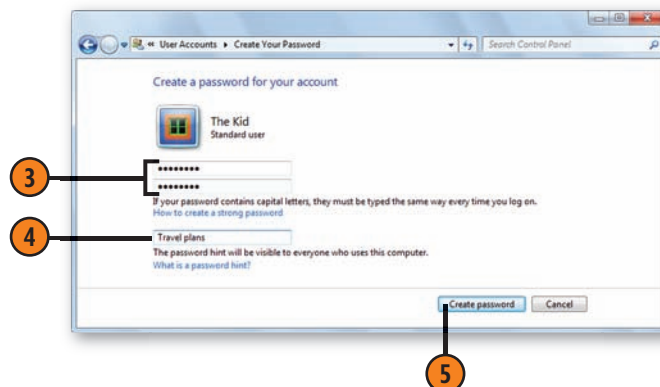 « User Accounts ▸ Create Your Password
Search Control Panel
Create a password for your account
The Kid
Standard user
3
••••••••
••••••••
If your password contains capital letters, they must be typed the same way every time you log on.
How to create a strong password
4
Travel plans
The password hint will be visible to everyone who uses this computer.
What is a password hint?
Create password Cancel
5